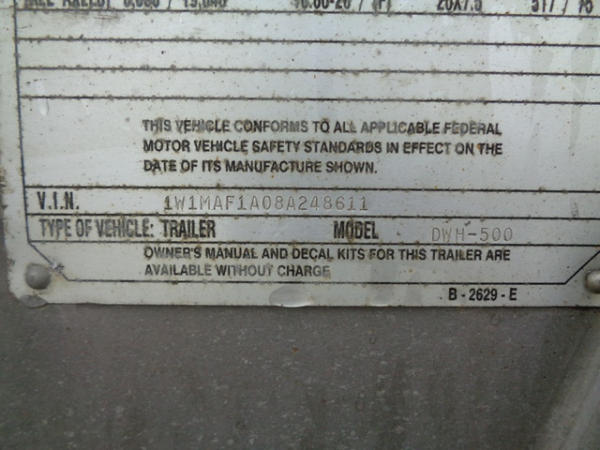 THIS VEHICLE CONFORMS TO ALL APPLICABLE FEDERAL
MOTOR VEHICLE SAFETY STANDARDS IN EFFECT ON THE
DATE OF ITS MANUFACTURE SHOWN.
V.I.N. 1W1MAF1A08A248611
TYPE OF VEHICLE: TRAILER MODEL DWH-500
OWNER'S MANUAL AND DECAL KITS FOR THIS TRAILER ARE
AVAILABLE WITHOUT CHARGE
B-2629-E